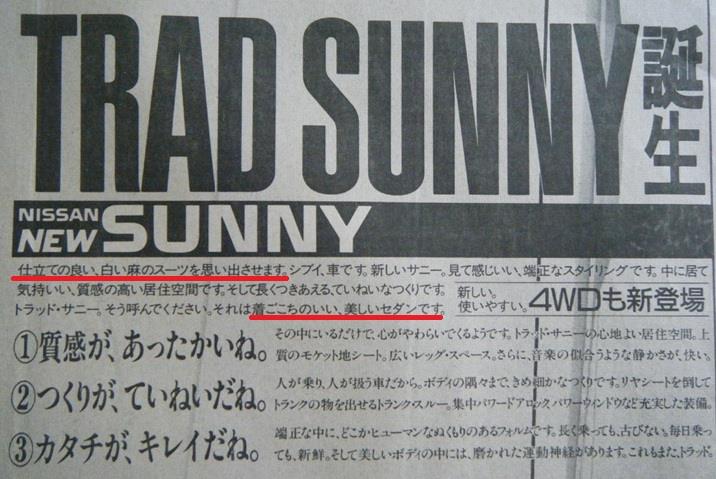 TRAD SUNNY誕生
NISSAN NEW SUNNY
仕立ての良い、白い麻のスーツを思い出させます。シブイ、車です。新しいサニー。見て感じいい、端正なスタイリングです。中に居て
気持いい、質感の高い居住空間です。そして長くつきあえる、ていねいなつくりです。
トラッド・サニー。そう呼んでください。それは着ごこちのいい、美しいセダンです。
新しい。
使いやすい。
4WDも新登場
①質感が、あったかいね。
その中にいるだけで、心がやわらいでくるようです。トラッド・サニーの心地よい居住空間。上
質のモケット地シート。広いレッグ・スペース。さらに、音楽の似合うような静かさが、快い。
②つくりが、ていねいだね。
人が乗り、人が扱う車だから。ボディの隅々まで、きめ細かなつくりです。リヤシートを倒して
トランクの物を出せるトランクスルー。集中パワードアロック、パワーウインドウなど充実した装備。
③カタチが、キレイだね。
端正な中に、どこかヒューマンなぬくもりのあるフォルムです。長く乗っても、古びない。毎日乗っ
ても、新鮮。そして美しいボディの中には、磨かれた運動神経があります。これもまた、トラッド。